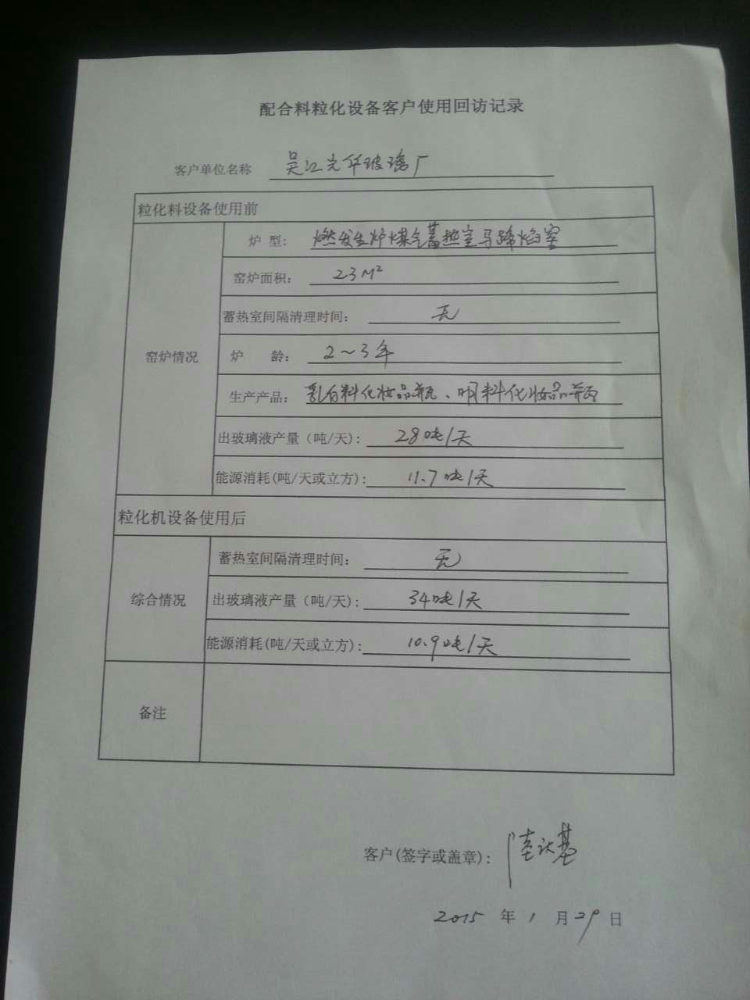 配合料粒化设备客户使用回访记录
客户单位名称 吴江光华玻璃厂
粒化料设备使用前
炉 型: 燃发生炉煤气蓄热室马蹄焰窑
窑炉面积: 23M²
蓄热室间隔清理时间: 无
窑炉情况
炉 龄: 2～3年
生产产品: 乳白料化妆品瓶、明料化妆品瓶
出玻璃液产量（吨/天): 28吨/天
能源消耗(吨/天或立方): 11.7吨/天
粒化机设备使用后
蓄热室间隔清理时间: 无
综合情况 出玻璃液产量（吨/天): 34吨/天
能源消耗(吨/天或立方): 10.9吨/天
备注
客户(签字或盖章):
2015 年 1 月 29 日